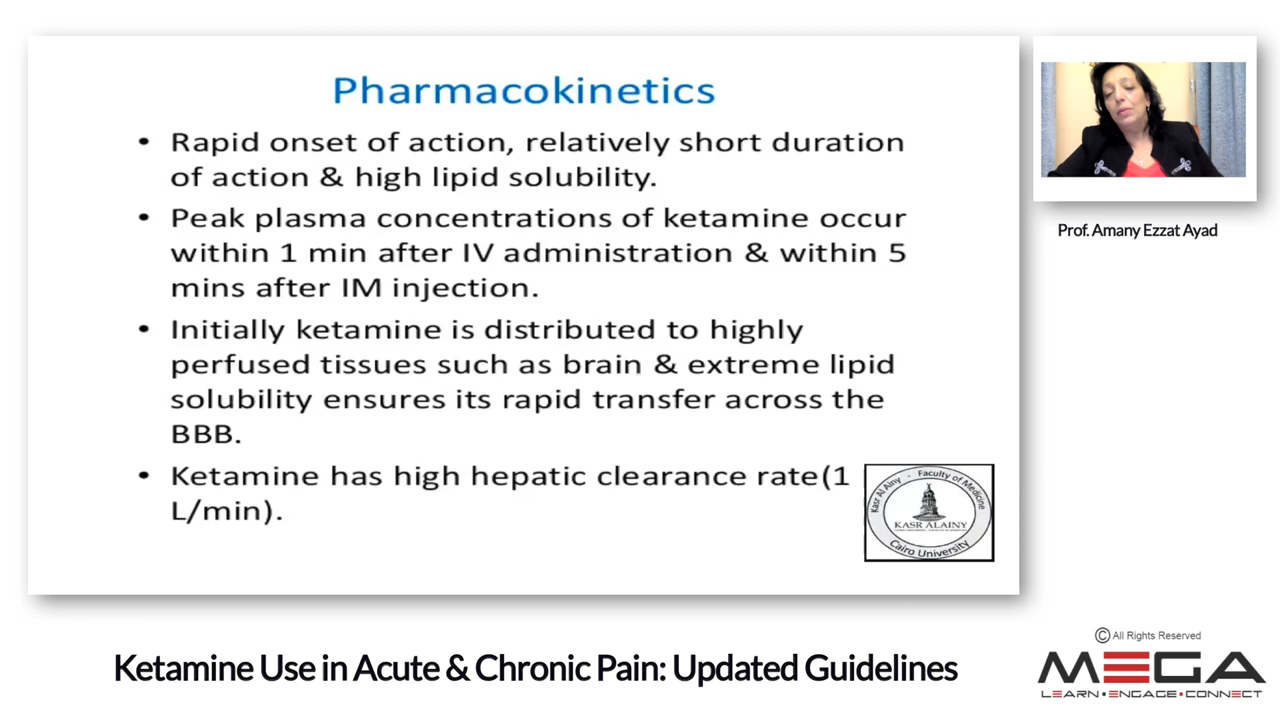 Pharmacokinetics
• Rapid onset of action, relatively short duration
of action & high lipid solubility.
• Peak plasma concentrations of ketamine occur
within 1 min after IV administration & within 5
mins after IM injection.
• Initially ketamine is distributed to highly
perfused tissues such as brain & extreme lipid
solubility ensures its rapid transfer across the
BBB.
• Ketamine has high hepatic clearance rate(1
L/min).
Kasr Al Ainy - Faculty of Medicine
KASR ALAINY
Cairo University
Prof. Amany Ezzat Ayad
Ketamine Use in Acute & Chronic Pain: Updated Guidelines
© All Rights Reserved
MEGA
LEARN • ENGAGE • CONNECT